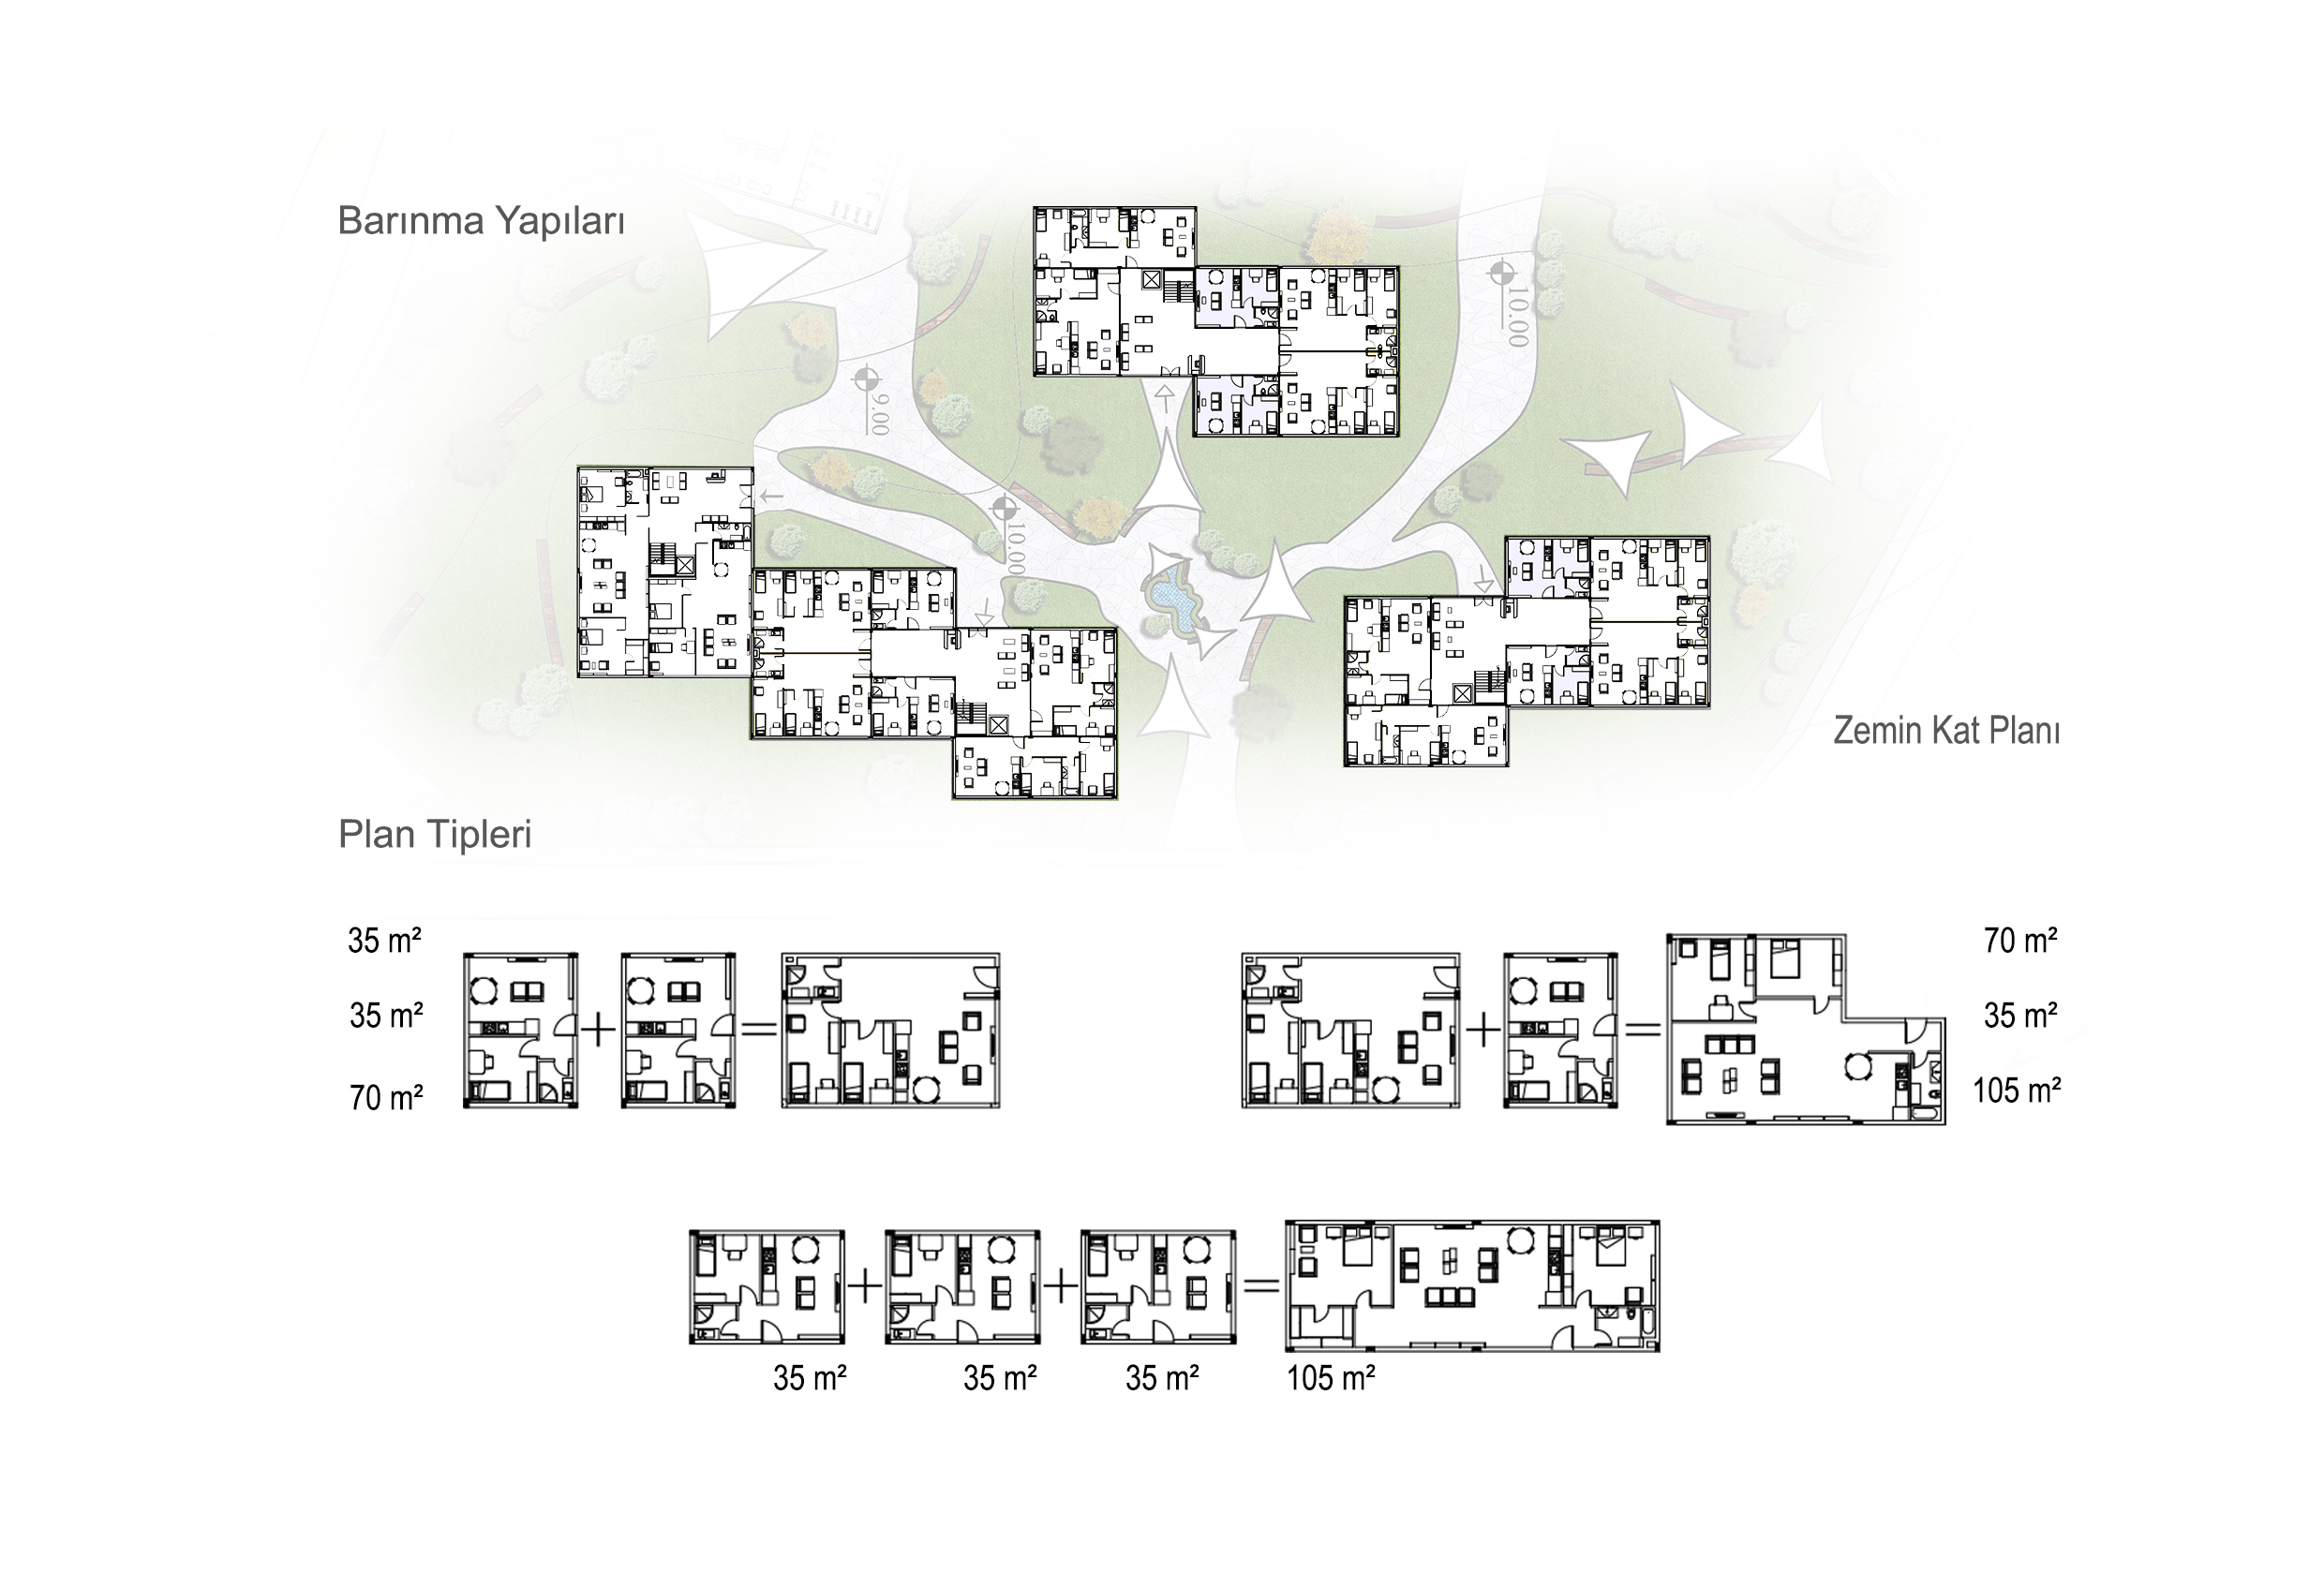 Barınma Yapıları
10.00
9.00
10.00
Zemin Kat Planı
Plan Tipleri
35 m²
35 m²
70 m²
70 m²
35 m²
105 m²
35 m²
35 m²
35 m²
105 m²